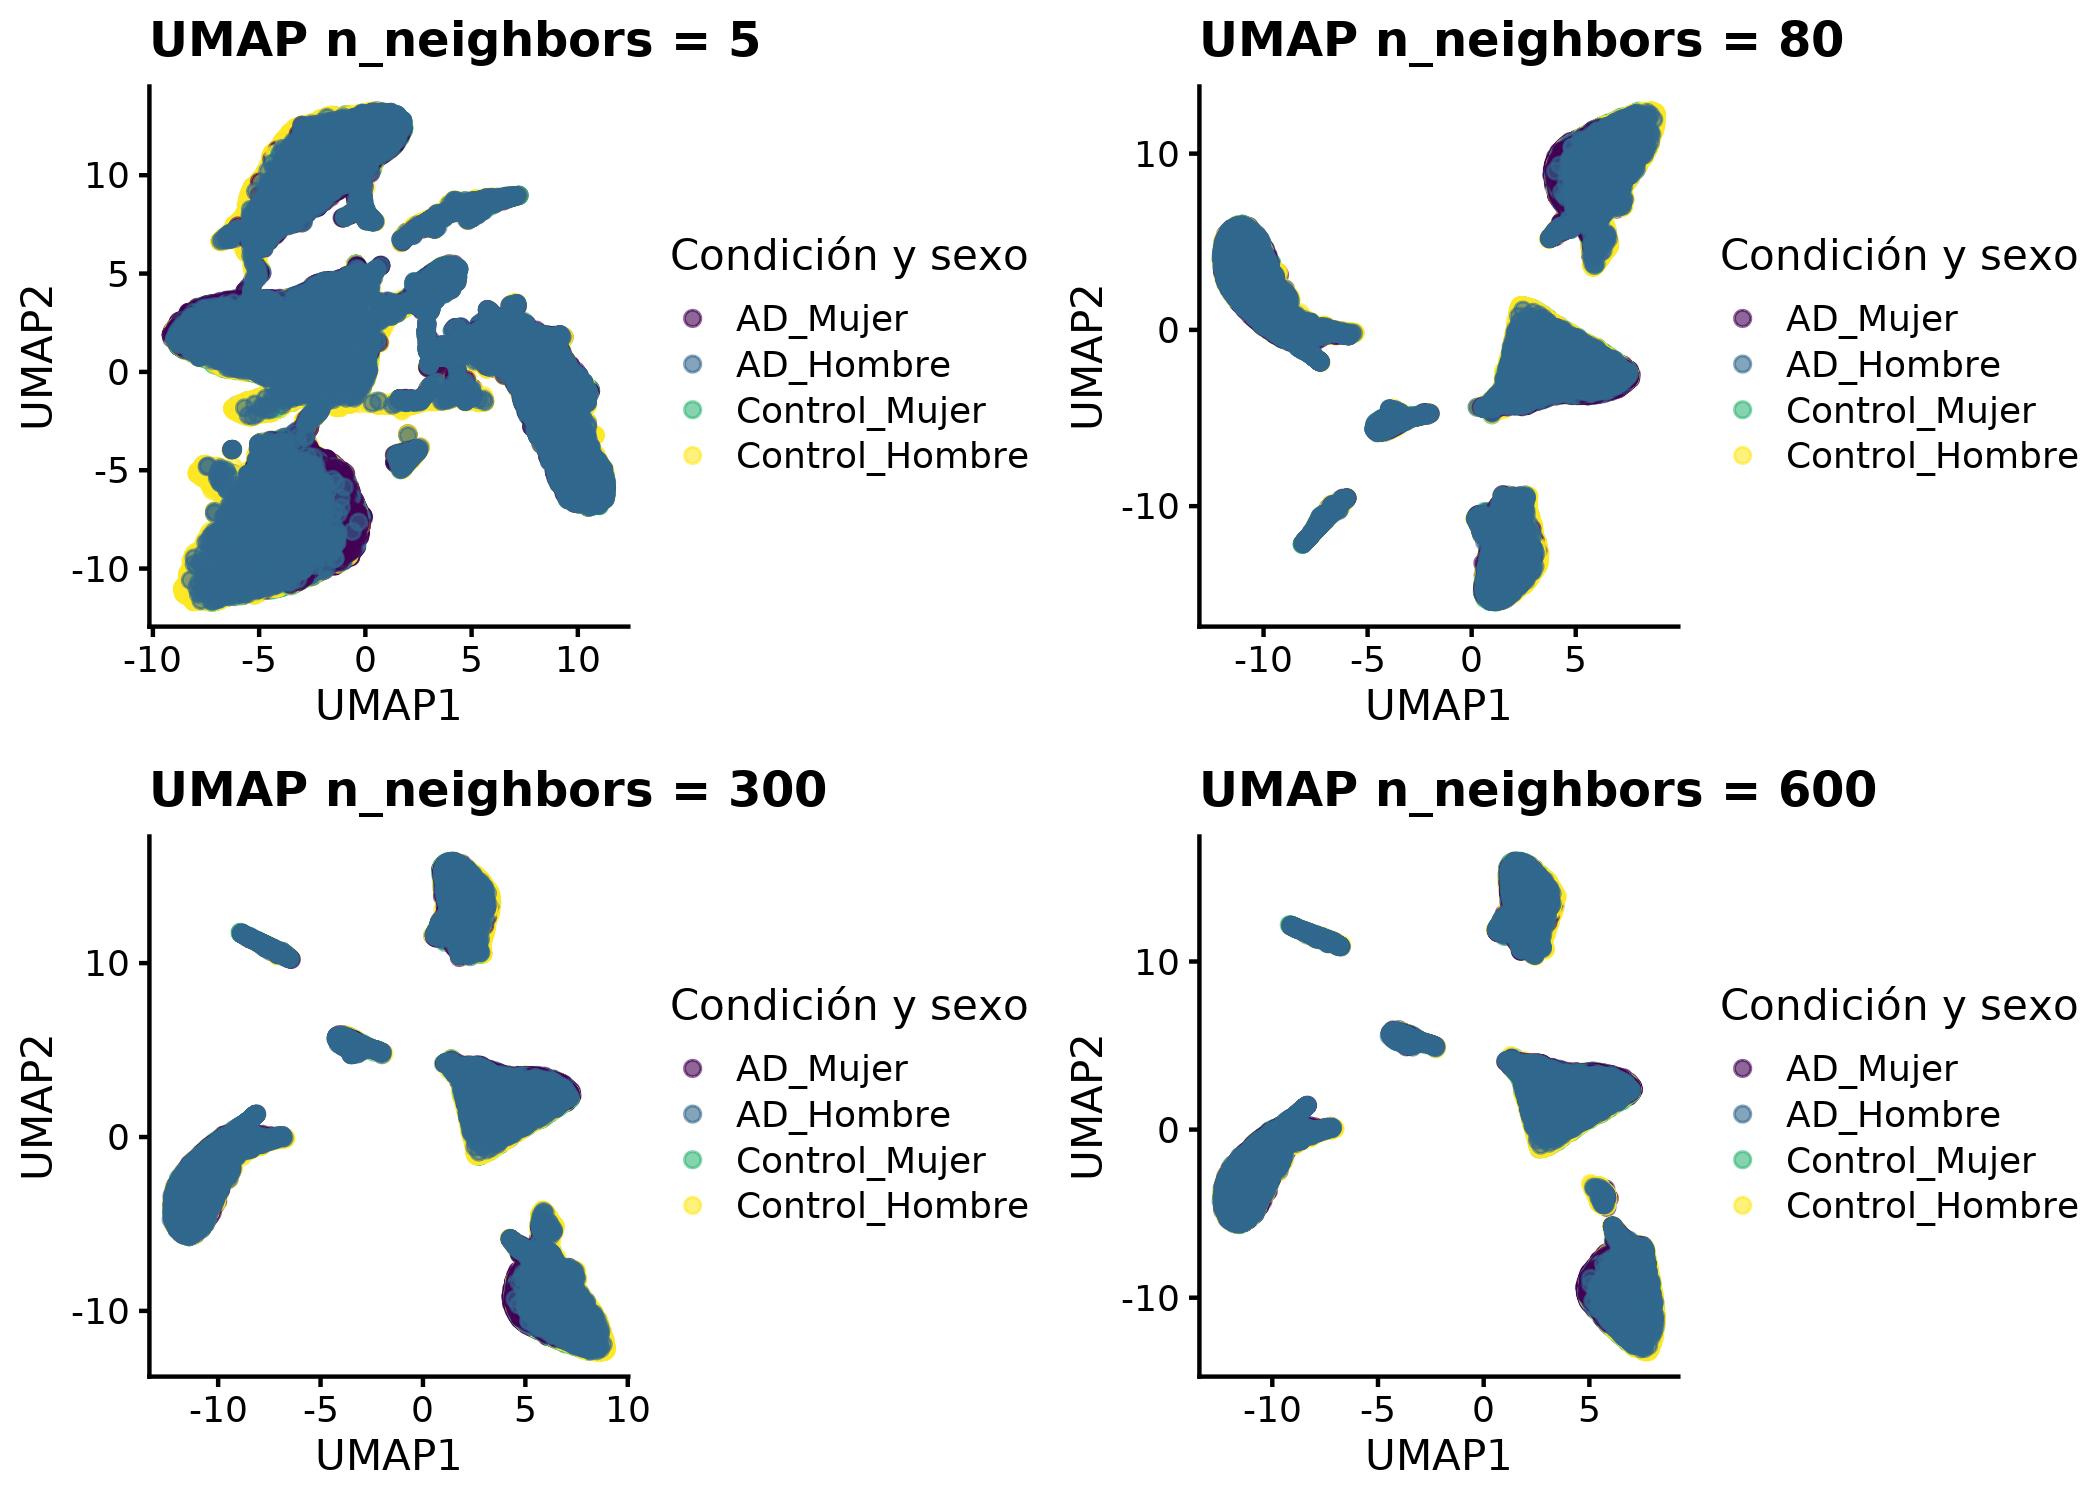 UMAP n_neighbors = 5
10
5
0
-5
-10
-10 -5 0 5 10
UMAP1
UMAP2
Condición y sexo
AD_Mujer
AD_Hombre
Control_Mujer
Control_Hombre
UMAP n_neighbors = 80
10
0
-10
-10 -5 0 5
UMAP1
UMAP2
Condición y sexo
AD_Mujer
AD_Hombre
Control_Mujer
Control_Hombre
UMAP n_neighbors = 300
10
0
-10
-10 -5 0 5 10
UMAP1
UMAP2
Condición y sexo
AD_Mujer
AD_Hombre
Control_Mujer
Control_Hombre
UMAP n_neighbors = 600
10
0
-10
-10 -5 0 5
UMAP1
UMAP2
Condición y sexo
AD_Mujer
AD_Hombre
Control_Mujer
Control_Hombre